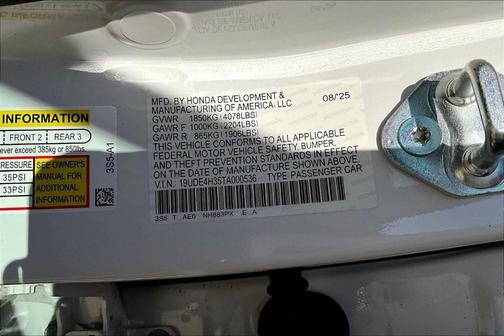 INFORMATION
FRONT 2 REAR 3
never exceed 385kg or 850lbs.
PRESSURE
35PSI
33PSI
SEE OWNER'S
MANUAL FOR
ADDITIONAL
INFORMATION
3S5-A1
MFD. BY HONDA DEVELOPMENT &
MANUFACTURING OF AMERICA, LLC 08/'25
GVWR 1850KG(4078LBS)
GAWR F 1000KG(2204LBS)
GAWR R 865KG(1906LBS)
THIS VEHICLE CONFORMS TO ALL APPLICABLE
FEDERAL MOTOR VEHICLE SAFETY, BUMPER,
AND THEFT PREVENTION STANDARDS IN EFFECT
ON THE DATE OF MANUFACTURE SHOWN ABOVE.
V.I.N. 19UDE4H35TA000536 TYPE PASSENGER CAR
3S5 T AE6 NH883PX .E A